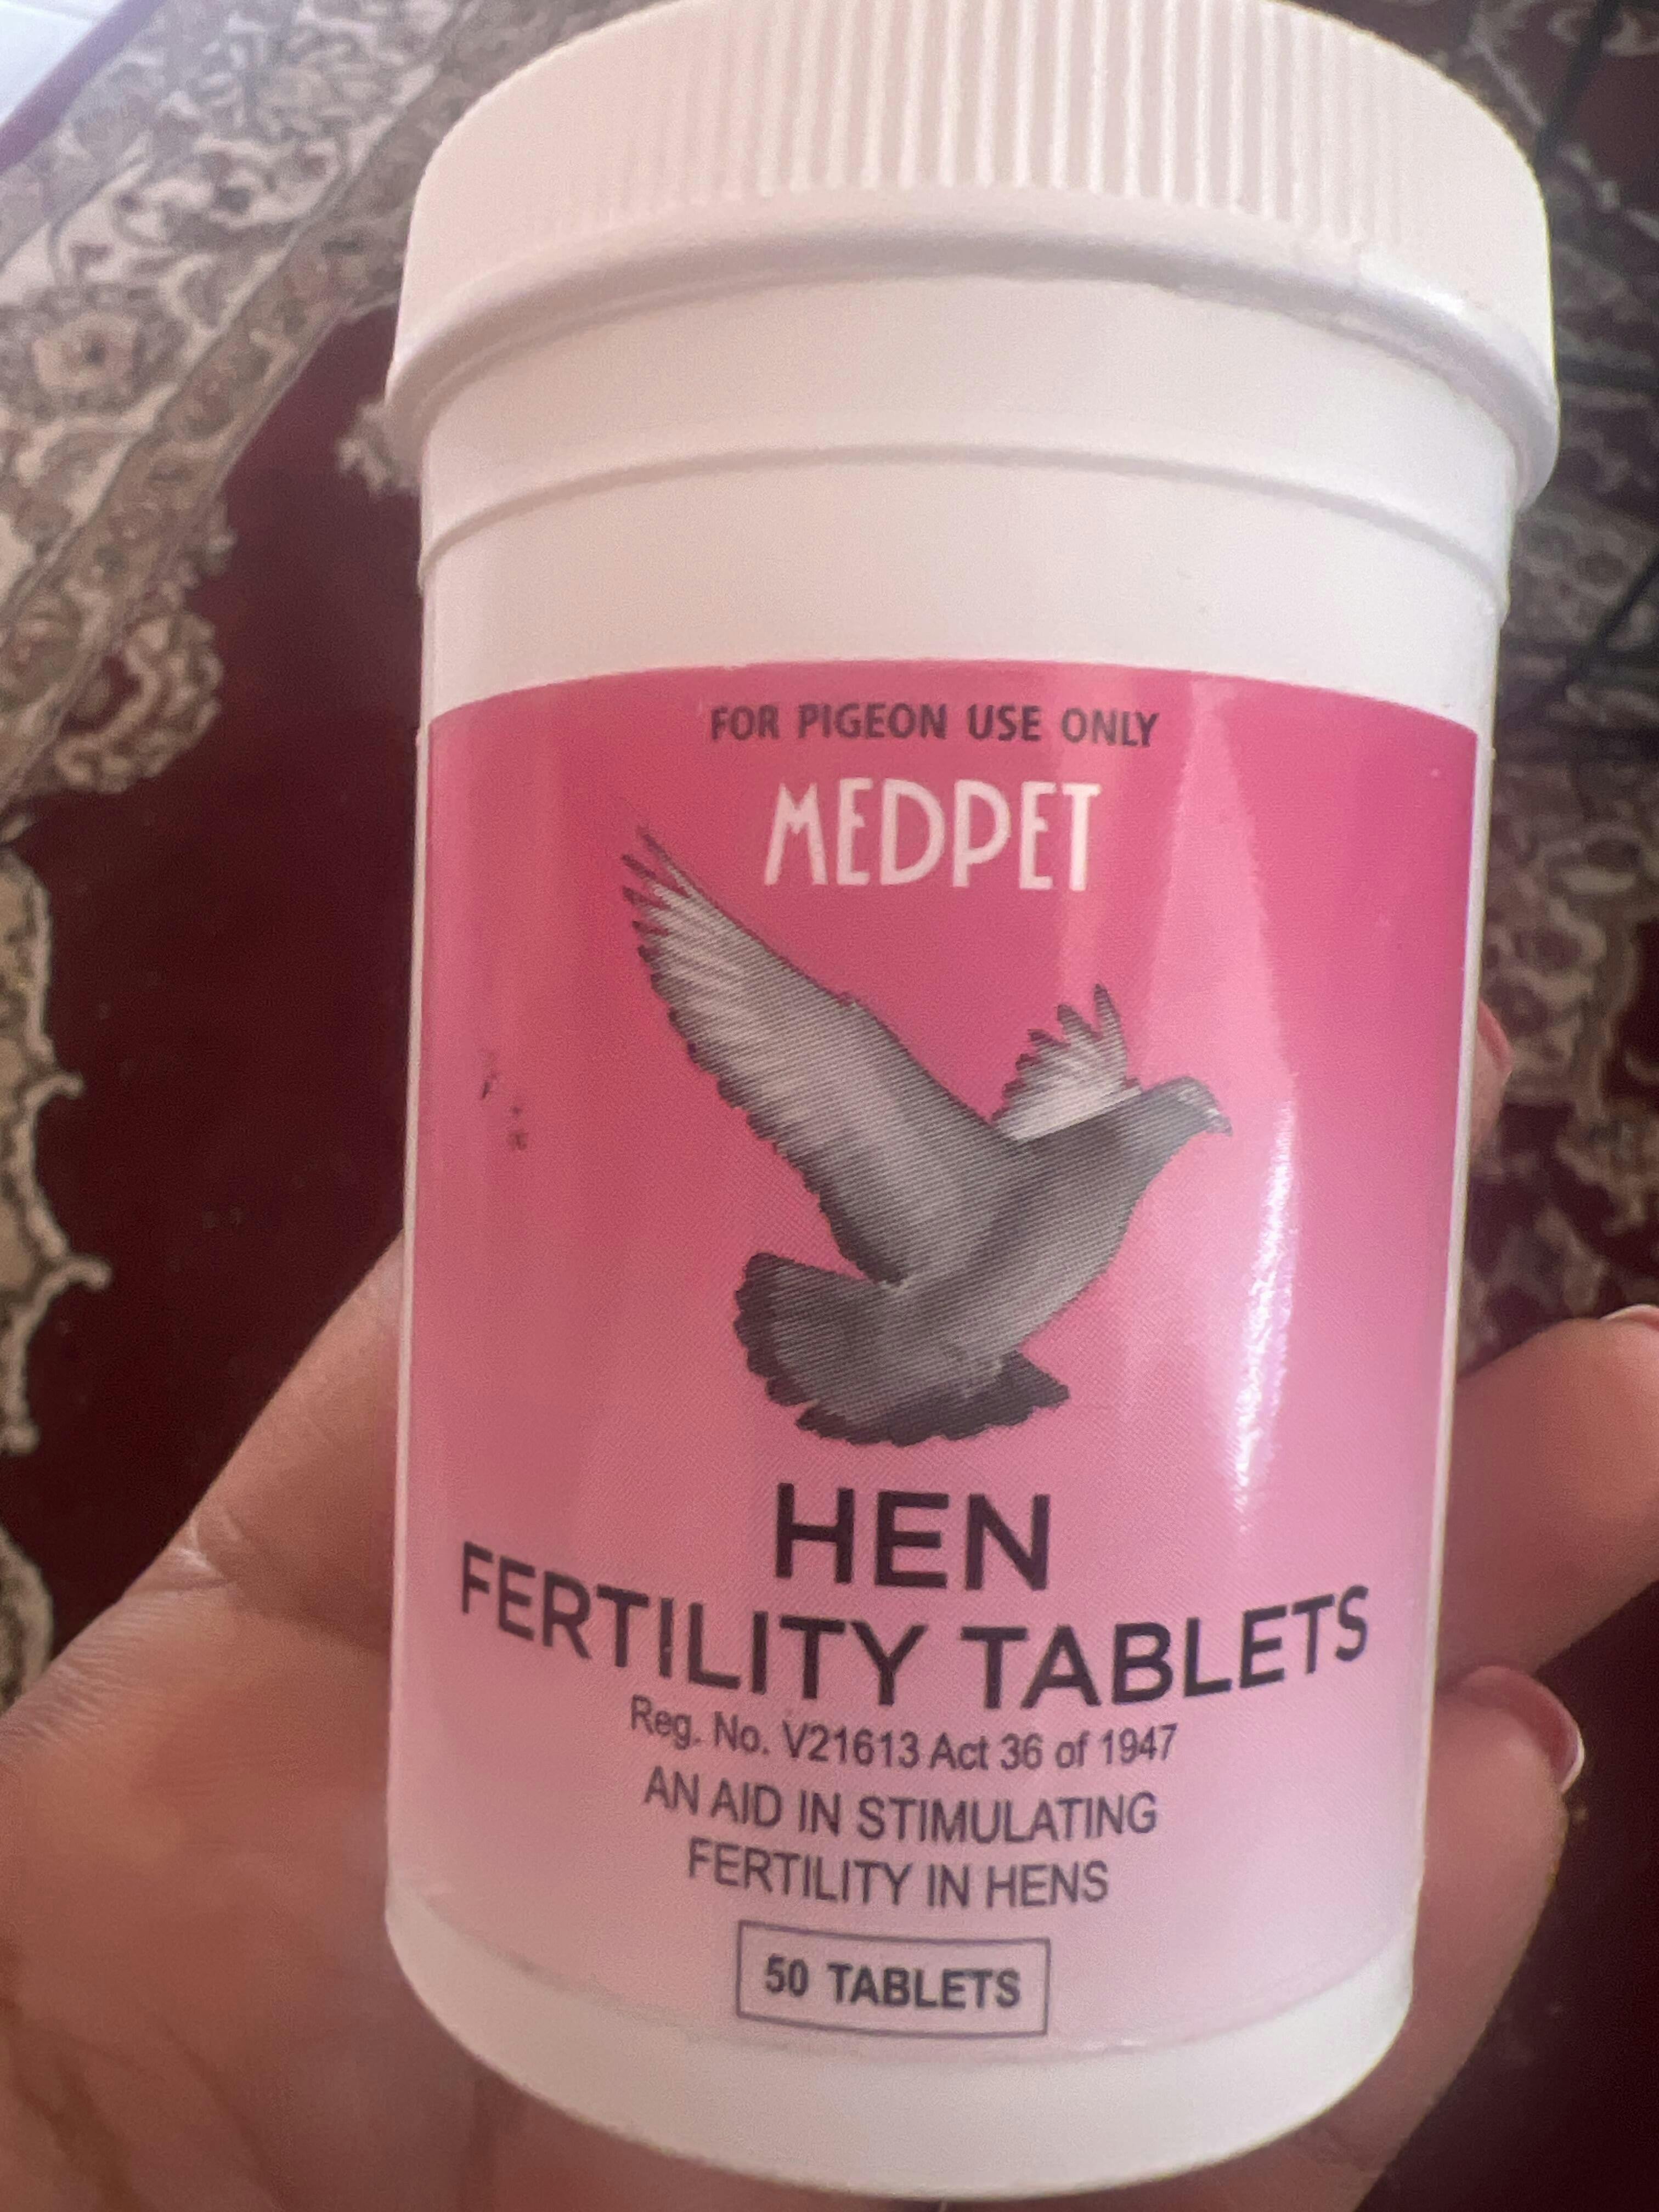 FOR PIGEON USE ONLY
MEDPET
HEN
FERTILITY TABLETS
Reg. No. V21613 Act 36 of 1947
AN AID IN STIMULATING
FERTILITY IN HENS
50 TABLETS